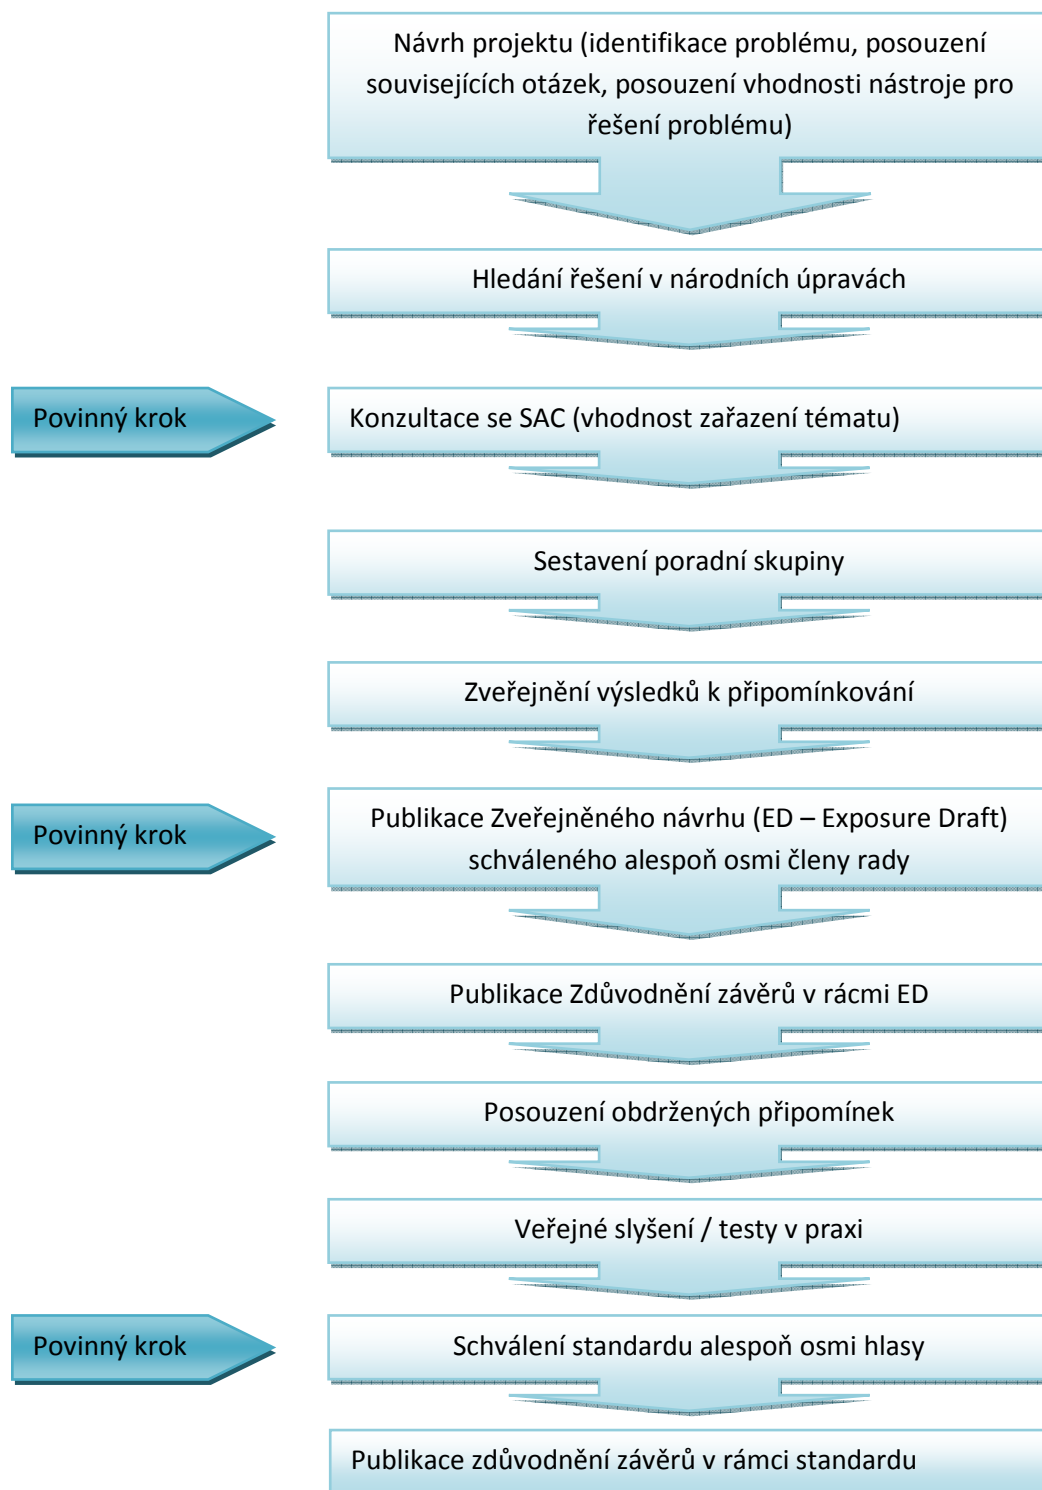 Návrh projektu (identifikace problému, posouzení
souvisejících otázek, posouzení vhodnosti nástroje pro
řešení problému)
Hledání řešení v národních úpravách
Povinný krok
Konzultace se SAC (vhodnost zařazení tématu)
Sestavení poradní skupiny
Zveřejnění výsledků k připomínkování
Povinný krok
Publikace Zveřejněného návrhu (ED – Exposure Draft)
schváleného alespoň osmi členy rady
Publikace Zdůvodnění závěrů v rácmi ED
Posouzení obdržených připomínek
Veřejné slyšení / testy v praxi
Povinný krok
Schválení standardu alespoň osmi hlasy
Publikace zdůvodnění závěrů v rámci standardu